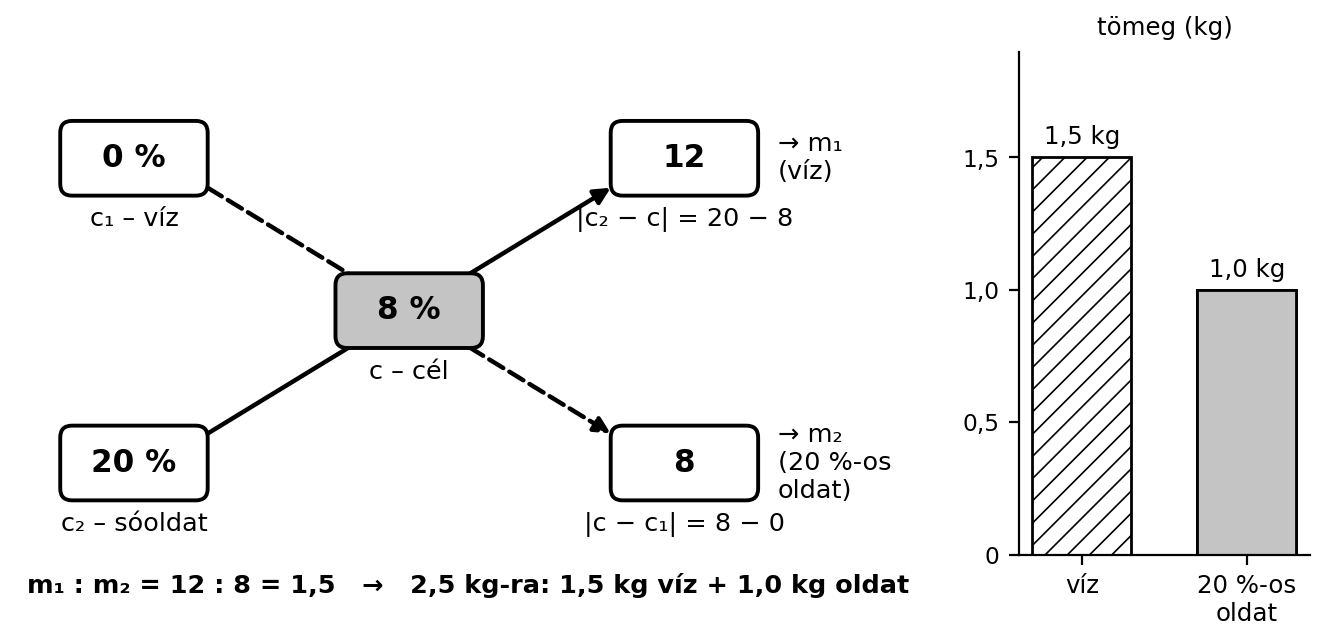 0 %
c₁ – víz
20 %
c₂ – sóoldat
8 %
c – cél
12
|c₂ − c| = 20 − 8
→ m₁
(víz)
8
|c − c₁| = 8 − 0
→ m₂
(20 %-os
oldat)
m₁ : m₂ = 12 : 8 = 1,5 → 2,5 kg-ra: 1,5 kg víz + 1,0 kg oldat
tömeg (kg)
1,5
1,0
0,5
0
1,5 kg
1,0 kg
víz
20 %-os
oldat